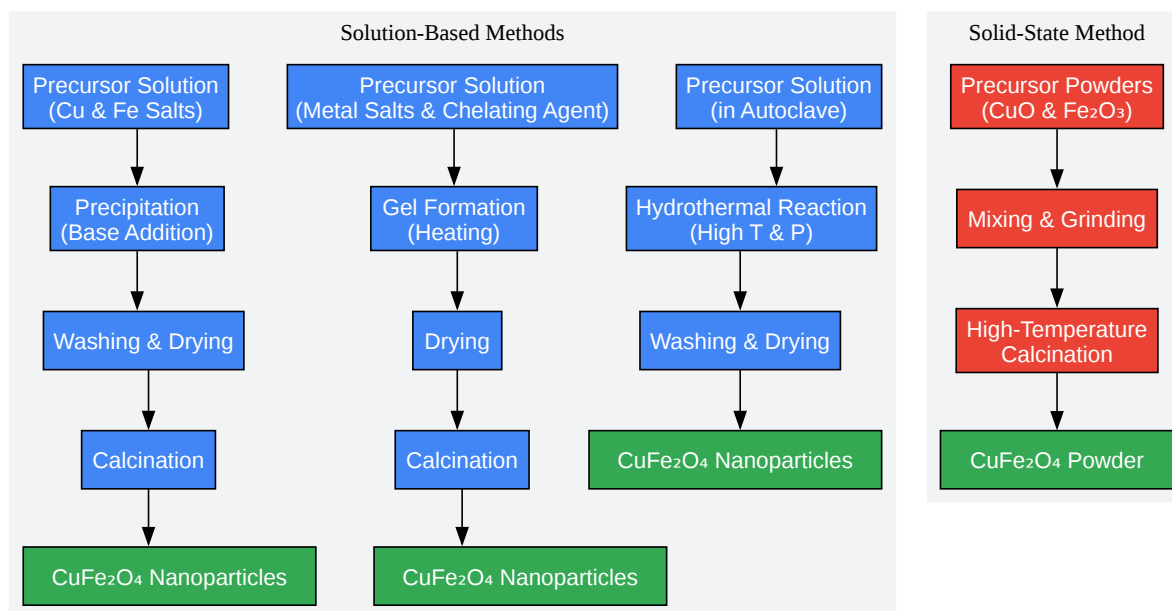 Solution-Based Methods
Precursor Solution
(Cu & Fe Salts)
Precipitation
(Base Addition)
Washing & Drying
Calcination
CuFe₂O₄ Nanoparticles
Precursor Solution
(Metal Salts & Chelating Agent)
Gel Formation
(Heating)
Drying
Calcination
CuFe₂O₄ Nanoparticles
Precursor Solution
(in Autoclave)
Hydrothermal Reaction
(High T & P)
Washing & Drying
CuFe₂O₄ Nanoparticles
Solid-State Method
Precursor Powders
(CuO & Fe₂O₃)
Mixing & Grinding
High-Temperature
Calcination
CuFe₂O₄ Powder